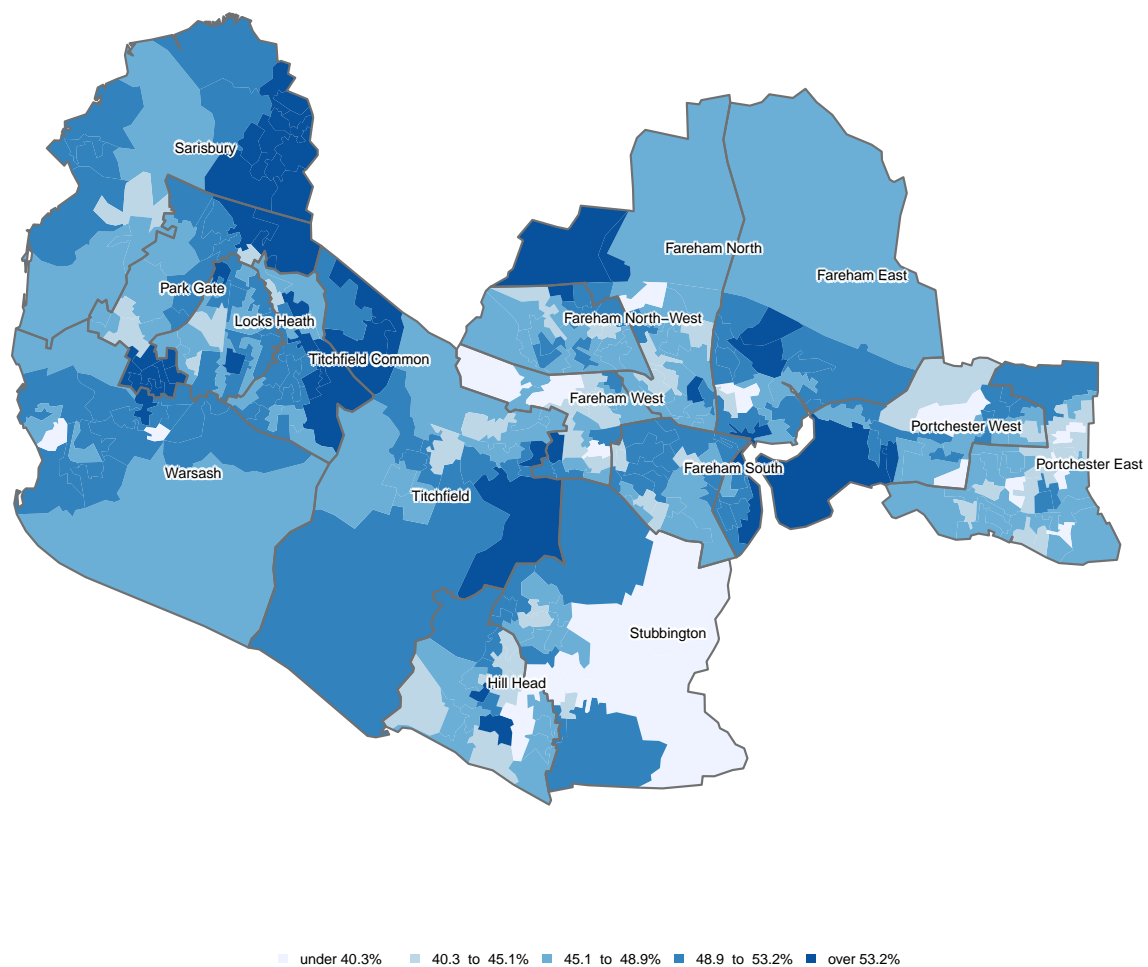 Sarisbury
Fareham North
Fareham East
Park Gate
Locks Heath
Fareham North−West
Titchfield Common
Fareham West
Portchester West
Warsash
Titchfield
Fareham South
Portchester East
Stubbington
Hill Head
under 40.3% 40.3 to 45.1% 45.1 to 48.9% 48.9 to 53.2% over 53.2%